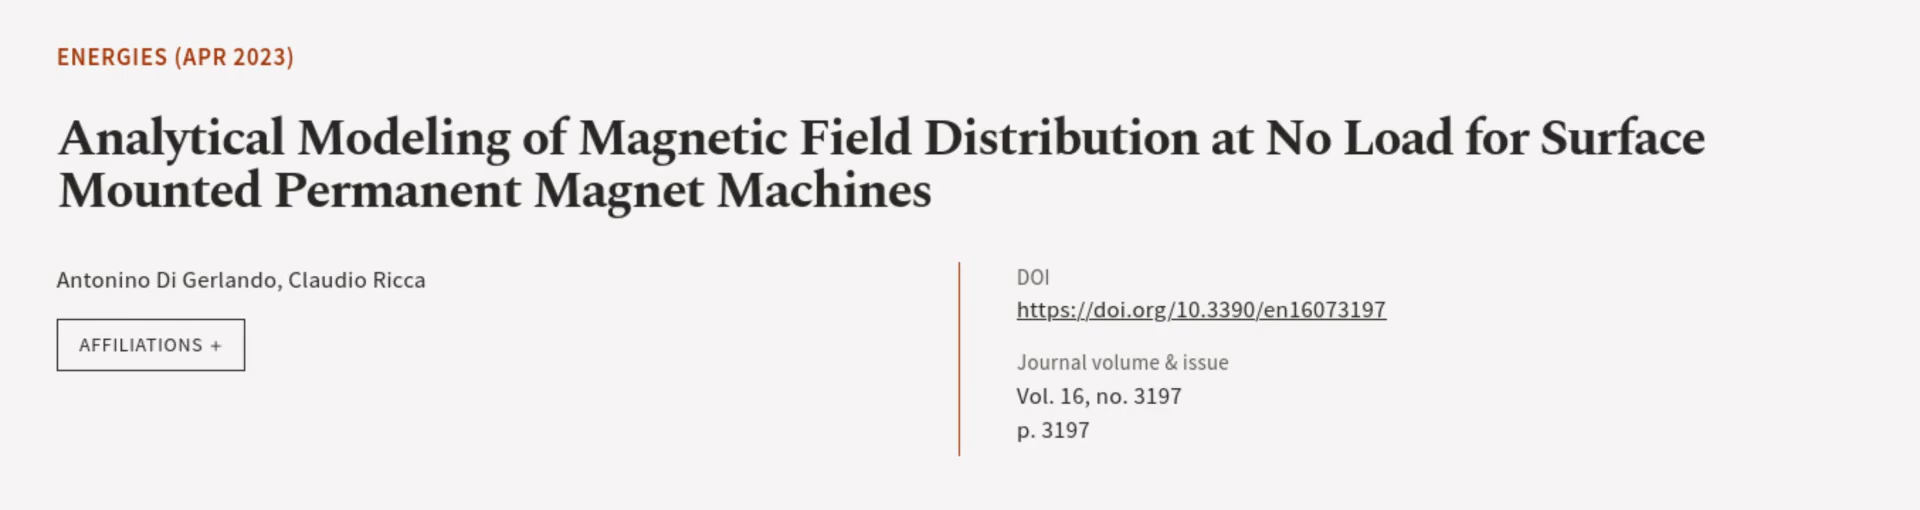 ENERGIES (APR 2023)
Analytical Modeling of Magnetic Field Distribution at No Load for Surface
Mounted Permanent Magnet Machines
Antonino Di Gerlando, Claudio Ricca
AFFILIATIONS +
DOI
https://doi.org/10.3390/en16073197
Journal volume & issue
Vol. 16, no. 3197
p. 3197